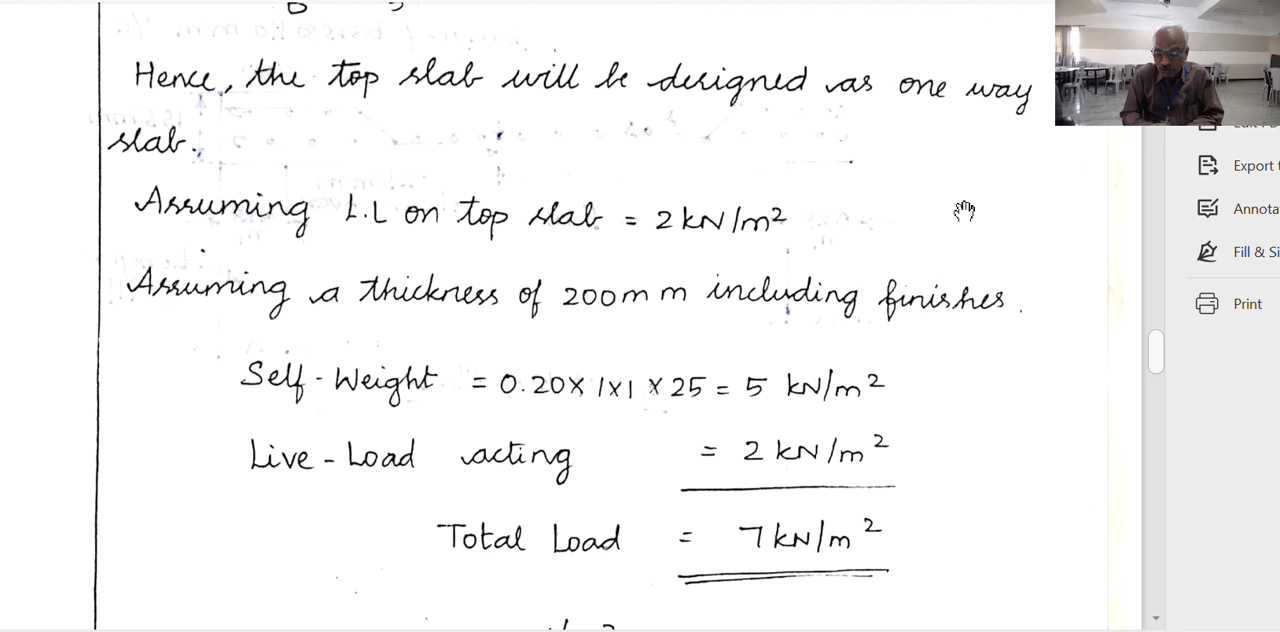 Hence, the top slab will be designed as one way
slab.
Assuming L.L on top slab = 2 kN/m²
Assuming a thickness of 200mm including finishes.
Self-Weight = 0.20 × 1 × 1 × 25 = 5 kN/m²
Live-Load acting = 2 kN/m²
Total Load = 7 kN/m²
Export t
Annota
Fill & Si
Print